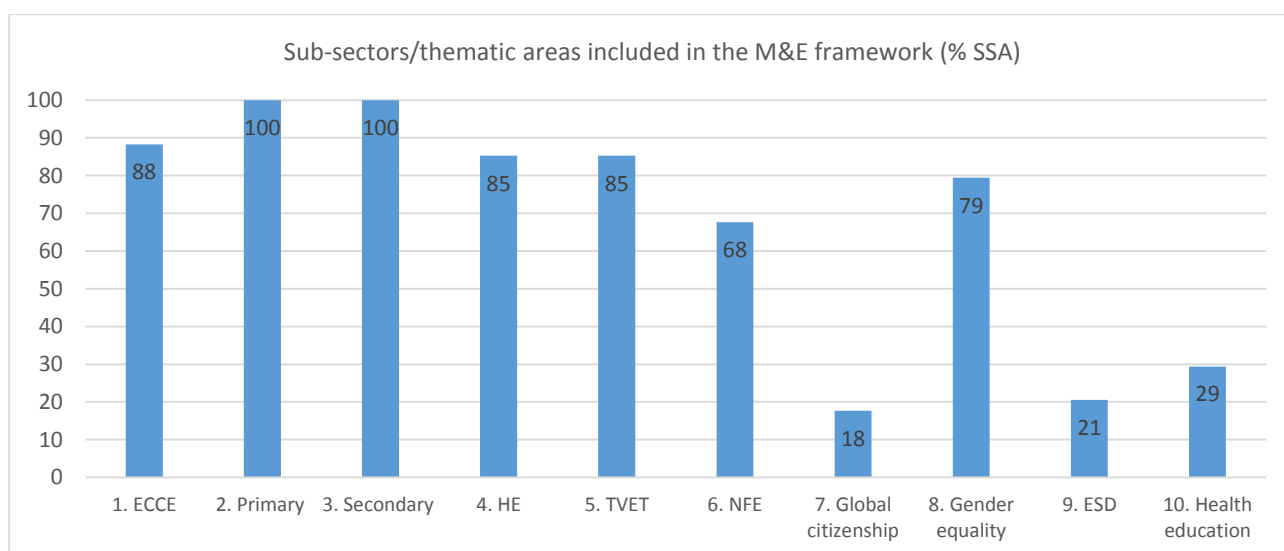 Sub-sectors/thematic areas included in the M&E framework (% SSA)
100
90
80
70
60
50
40
30
20
10
0
88
100
100
85
85
68
18
79
21
29
1. ECCE
2. Primary
3. Secondary
4. HE
5. TVET
6. NFE
7. Global
citizenship
8. Gender
equality
9. ESD
10. Health
education